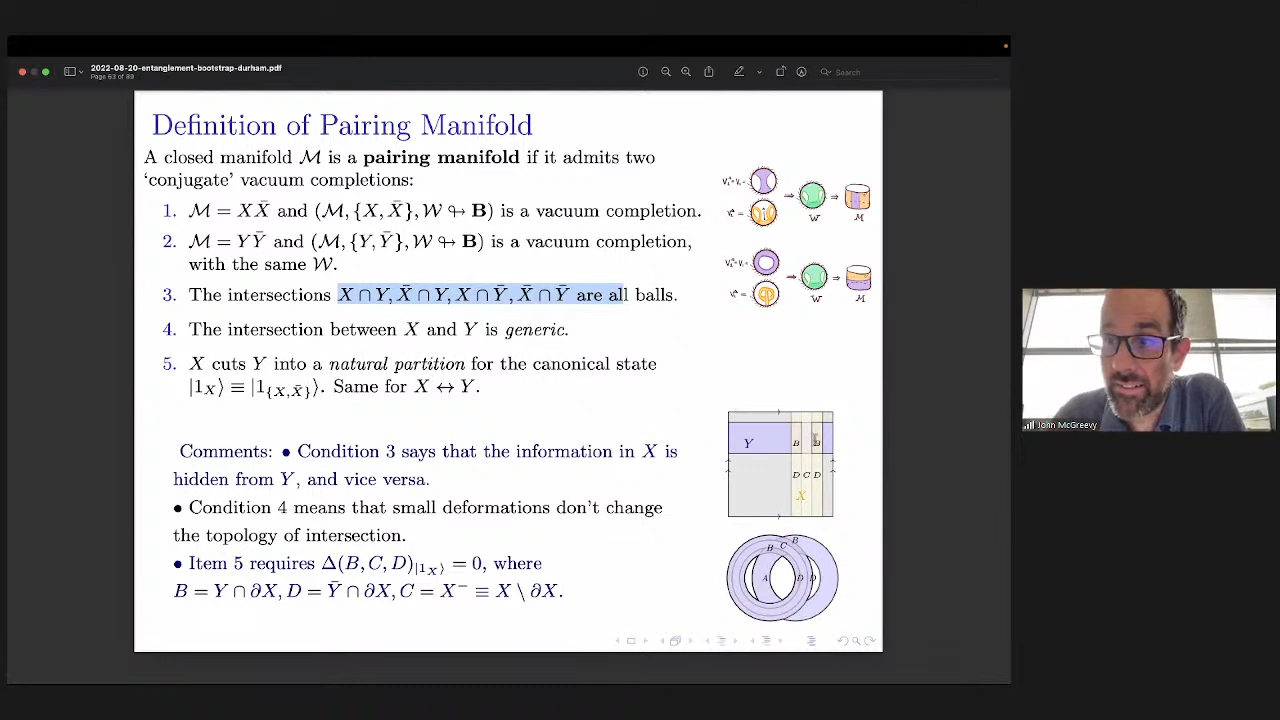 2022-08-20-entanglement-bootstrap-durham.pdf
Page 63 of 89
Search
Definition of Pairing Manifold
A closed manifold ℳ is a pairing manifold if it admits two
‘conjugate’ vacuum completions:
1. ℳ = XX̄ and (ℳ, {X, X̄}, 𝒲 ↬ B) is a vacuum completion.
2. ℳ = YȲ and (ℳ, {Y, Ȳ}, 𝒲 ↬ B) is a vacuum completion,
with the same 𝒲.
3. The intersections X ∩ Y, X̄ ∩ Y, X ∩ Ȳ, X̄ ∩ Ȳ are all balls.
4. The intersection between X and Y is generic.
5. X cuts Y into a natural partition for the canonical state
|1_X⟩ ≡ |1_{X,X̄}⟩. Same for X ↔ Y.
Comments: • Condition 3 says that the information in X is
hidden from Y, and vice versa.
• Condition 4 means that small deformations don’t change
the topology of intersection.
• Item 5 requires Δ(B, C, D)_|1_X⟩ = 0, where
B = Y ∩ ∂X, D = Ȳ ∩ ∂X, C = X⁻ ≡ X \ ∂X.
W
M
W
M
Y
B
B
D C D
X
B
C
B
A
D
D
John McGreevy